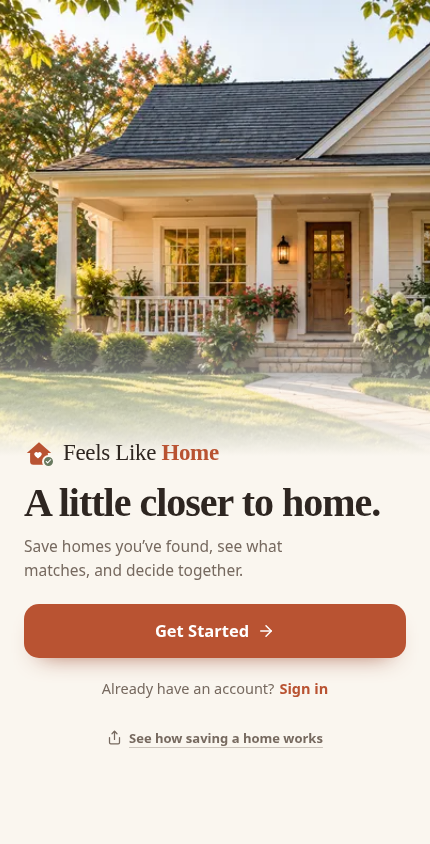 Feels Like Home
A little closer to home.
Save homes you’ve found, see what
matches, and decide together.
Get Started
Already have an account? Sign in
See how saving a home works